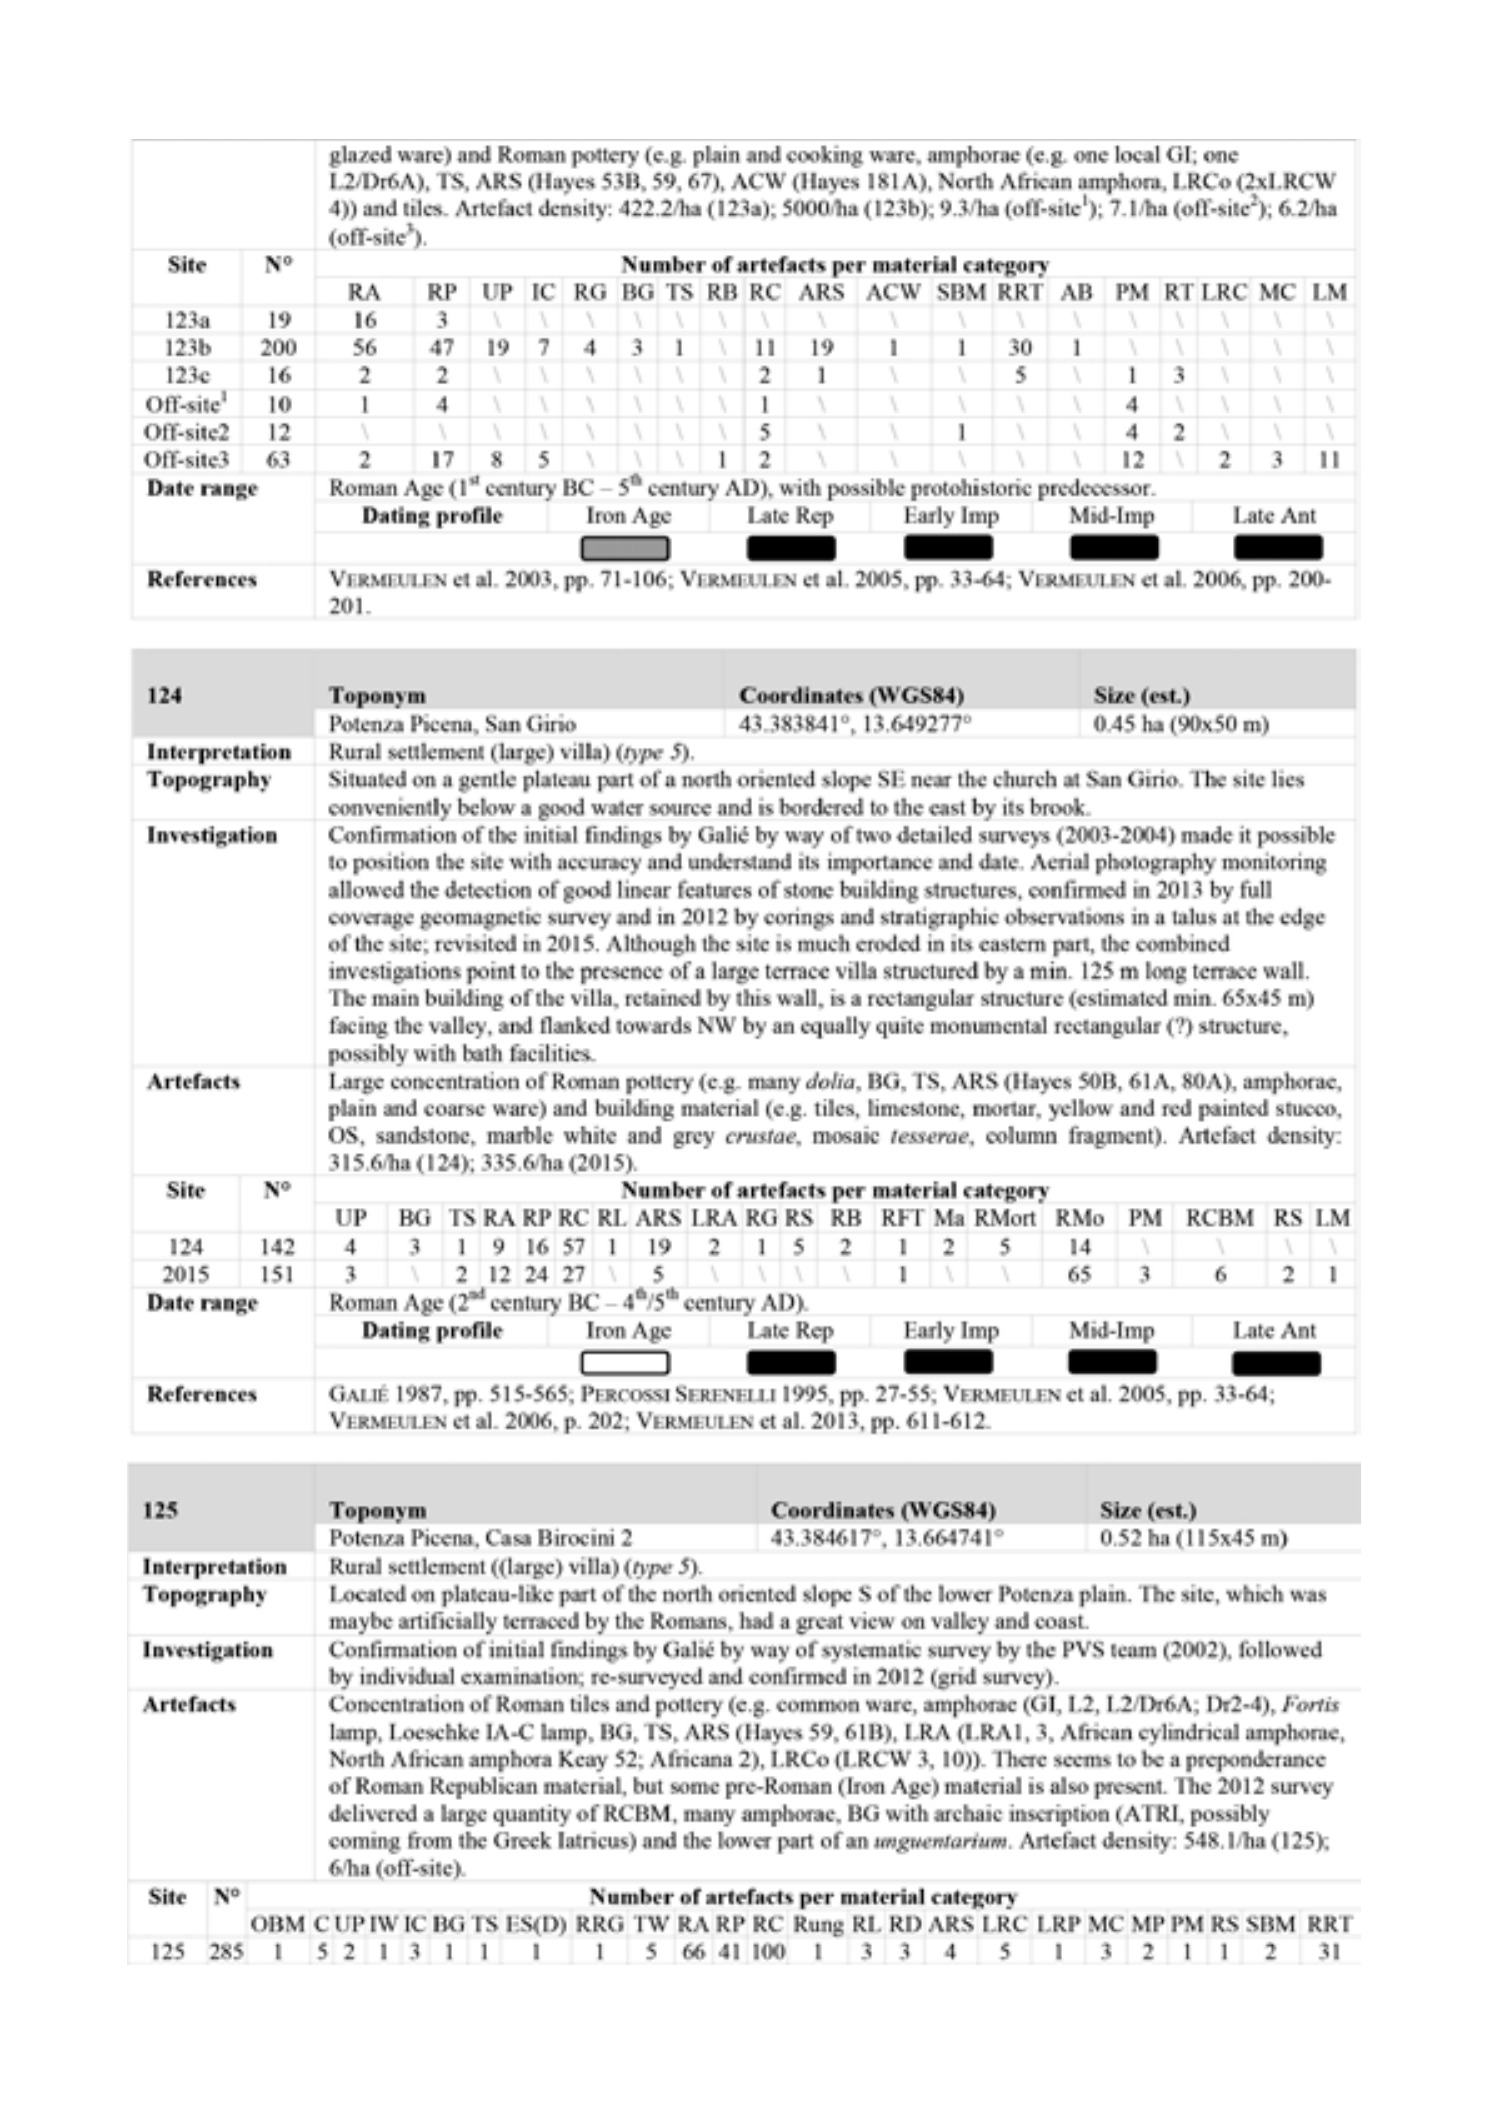 glazed ware) and Roman pottery (e.g. plain and cooking ware, amphorae (e.g. one local GI; one
L2/Dr6A), TS, ARS (Hayes 53B, 59, 67), ACW (Hayes 181A), North African amphora, LRCo (2xLRCW
4)) and tiles. Artefact density: 422.2/ha (123a); 5000/ha (123b); 9.3/ha (off-site¹); 7.1/ha (off-site²); 6.2/ha
(off-site³).
Site N° Number of artefacts per material category
RA RP UP IC RG BG TS RB RC ARS ACW SBM RRT AB PM RT LRC MC LM
123a 19 16 3 \ \ \ \ \ \ \ \ \ \ \ \ \ \ \ \ \
123b 200 56 47 19 7 4 3 1 \ 11 19 1 1 30 1 \ \ \ \ \
123c 16 2 2 \ \ \ \ \ \ 2 1 \ \ 5 \ 1 3 \ \ \
Off-site¹ 10 1 4 \ \ \ \ \ \ 1 \ \ \ \ \ 4 \ \ \ \
Off-site2 12 \ \ \ \ \ \ \ \ 5 \ \ 1 \ \ 4 2 \ \ \
Off-site3 63 2 17 8 5 \ \ \ 1 2 \ \ \ \ \ 12 \ 2 3 11
Date range Roman Age (1st century BC – 5th century AD), with possible protohistoric predecessor.
Dating profile Iron Age Late Rep Early Imp Mid-Imp Late Ant
References VERMEULEN et al. 2003, pp. 71-106; VERMEULEN et al. 2005, pp. 33-64; VERMEULEN et al. 2006, pp. 200-
201.
124 Toponym Coordinates (WGS84) Size (est.)
Potenza Picena, San Girio 43.383841°, 13.649277° 0.45 ha (90x50 m)
Interpretation Rural settlement (large) villa) (type 5).
Topography Situated on a gentle plateau part of a north oriented slope SE near the church at San Girio. The site lies
conveniently below a good water source and is bordered to the east by its brook.
Investigation Confirmation of the initial findings by Galié by way of two detailed surveys (2003-2004) made it possible
to position the site with accuracy and understand its importance and date. Aerial photography monitoring
allowed the detection of good linear features of stone building structures, confirmed in 2013 by full
coverage geomagnetic survey and in 2012 by corings and stratigraphic observations in a talus at the edge
of the site; revisited in 2015. Although the site is much eroded in its eastern part, the combined
investigations point to the presence of a large terrace villa structured by a min. 125 m long terrace wall.
The main building of the villa, retained by this wall, is a rectangular structure (estimated min. 65x45 m)
facing the valley, and flanked towards NW by an equally quite monumental rectangular (?) structure,
possibly with bath facilities.
Artefacts Large concentration of Roman pottery (e.g. many dolia, BG, TS, ARS (Hayes 50B, 61A, 80A), amphorae,
plain and coarse ware) and building material (e.g. tiles, limestone, mortar, yellow and red painted stucco,
OS, sandstone, marble white and grey crustae, mosaic tesserae, column fragment). Artefact density:
315.6/ha (124); 335.6/ha (2015).
Site N° Number of artefacts per material category
UP BG TS RA RP RC RL ARS LRA RG RS RB RFT Ma RMort RMo PM RCBM RS LM
124 142 4 3 1 9 16 57 1 19 2 1 5 2 1 2 5 14 \ \ \ \
2015 151 3 \ 2 12 24 27 \ 5 \ \ \ \ 1 \ \ 65 3 6 2 1
Date range Roman Age (2nd century BC – 4th/5th century AD).
Dating profile Iron Age Late Rep Early Imp Mid-Imp Late Ant
References GALIÉ 1987, pp. 515-565; PERCOSSI SERENELLI 1995, pp. 27-55; VERMEULEN et al. 2005, pp. 33-64;
VERMEULEN et al. 2006, p. 202; VERMEULEN et al. 2013, pp. 611-612.
125 Toponym Coordinates (WGS84) Size (est.)
Potenza Picena, Casa Birocini 2 43.384617°, 13.664741° 0.52 ha (115x45 m)
Interpretation Rural settlement ((large) villa) (type 5).
Topography Located on plateau-like part of the north oriented slope S of the lower Potenza plain. The site, which was
maybe artificially terraced by the Romans, had a great view on valley and coast.
Investigation Confirmation of initial findings by Galié by way of systematic survey by the PVS team (2002), followed
by individual examination; re-surveyed and confirmed in 2012 (grid survey).
Artefacts Concentration of Roman tiles and pottery (e.g. common ware, amphorae (GI, L2, L2/Dr6A; Dr2-4), Fortis
lamp, Loeschke IA-C lamp, BG, TS, ARS (Hayes 59, 61B), LRA (LRA1, 3, African cylindrical amphorae,
North African amphora Keay 52; Africana 2), LRCo (LRCW 3, 10)). There seems to be a preponderance
of Roman Republican material, but some pre-Roman (Iron Age) material is also present. The 2012 survey
delivered a large quantity of RCBM, many amphorae, BG with archaic inscription (ATRI, possibly
coming from the Greek Iatricus) and the lower part of an unguentarium. Artefact density: 548.1/ha (125);
6/ha (off-site).
Site N° Number of artefacts per material category
OBM C UP IW IC BG TS ES(D) RRG TW RA RP RC Rung RL RD ARS LRC LRP MC MP PM RS SBM RRT
125 285 1 5 2 1 3 1 1 1 1 5 66 41 100 1 3 3 4 5 1 3 2 1 1 2 31